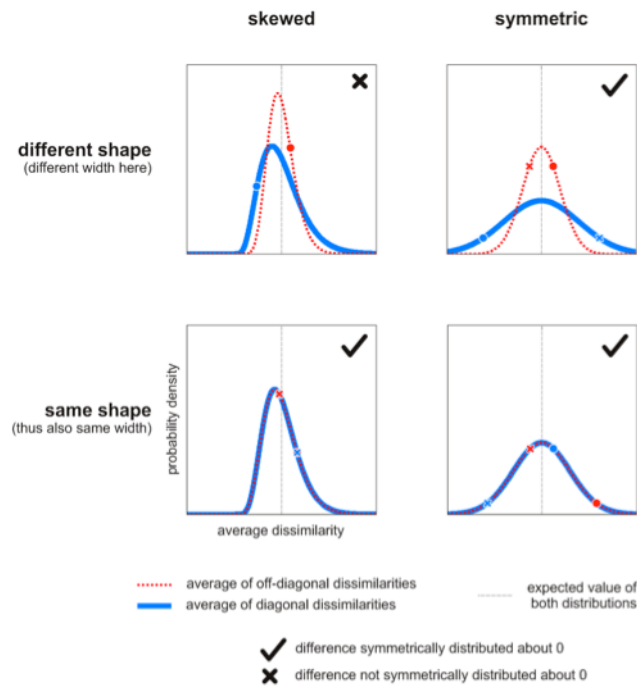 skewed
symmetric
different shape
(different width here)
same shape
(thus also same width)
probability density
average dissimilarity
average of off-diagonal dissimilarities
average of diagonal dissimilarities
expected value of
both distributions
difference symmetrically distributed about 0
difference not symmetrically distributed about 0